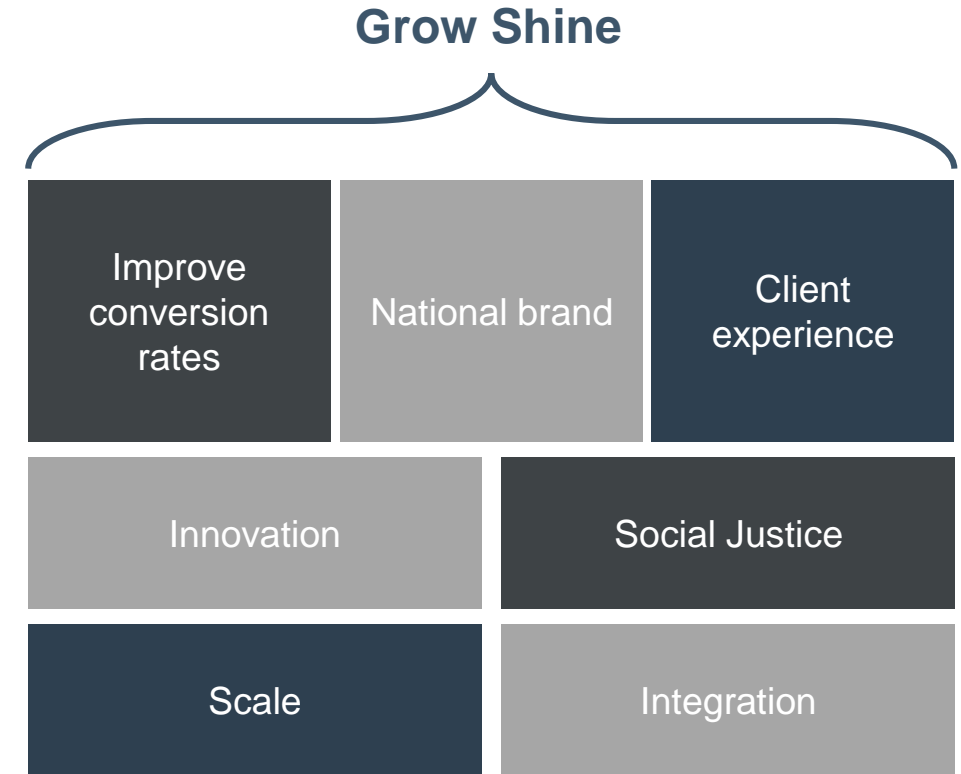 Grow Shine
Improve
conversion
rates
National brand
Client
experience
Innovation
Social Justice
Scale
Integration